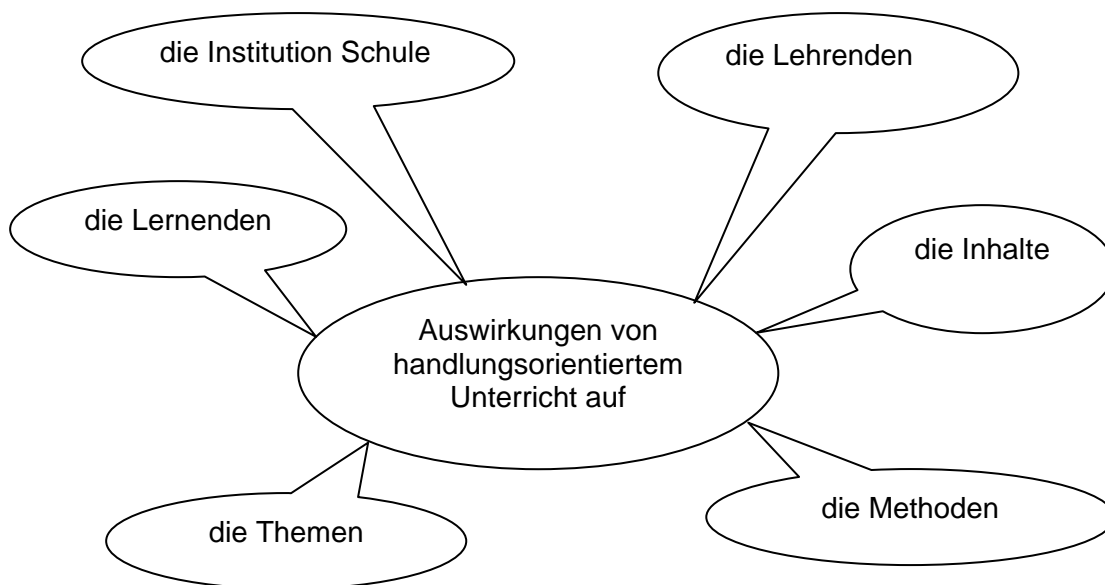 die Institution Schule
die Lehrenden
die Lernenden
die Inhalte
Auswirkungen von
handlungsorientiertem
Unterricht auf
die Methoden
die Themen